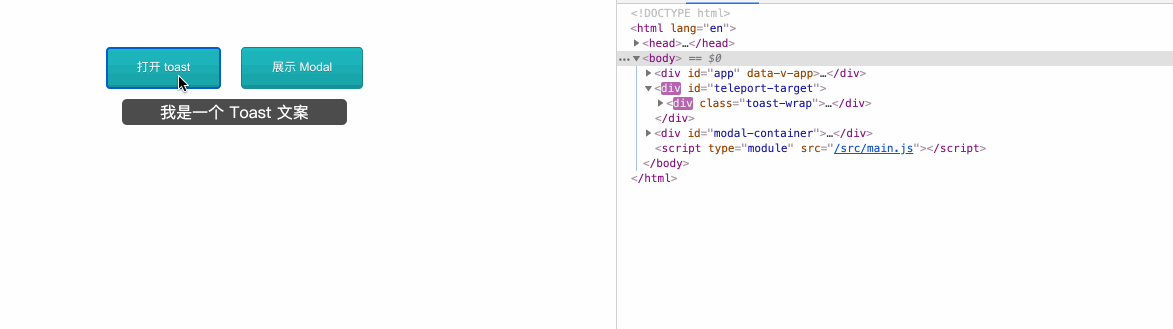 打开 toast
展示 Modal
我是一个 Toast 文案
<!DOCTYPE html>
<html lang="en">
<head>…</head>
<body> == $0
<div id="app" data-v-app>…</div>
<div id="teleport-target">
<div class="toast-wrap">…</div>
</div>
<div id="modal-container">…</div>
<script type="module" src="/src/main.js"></script>
</body>
</html>